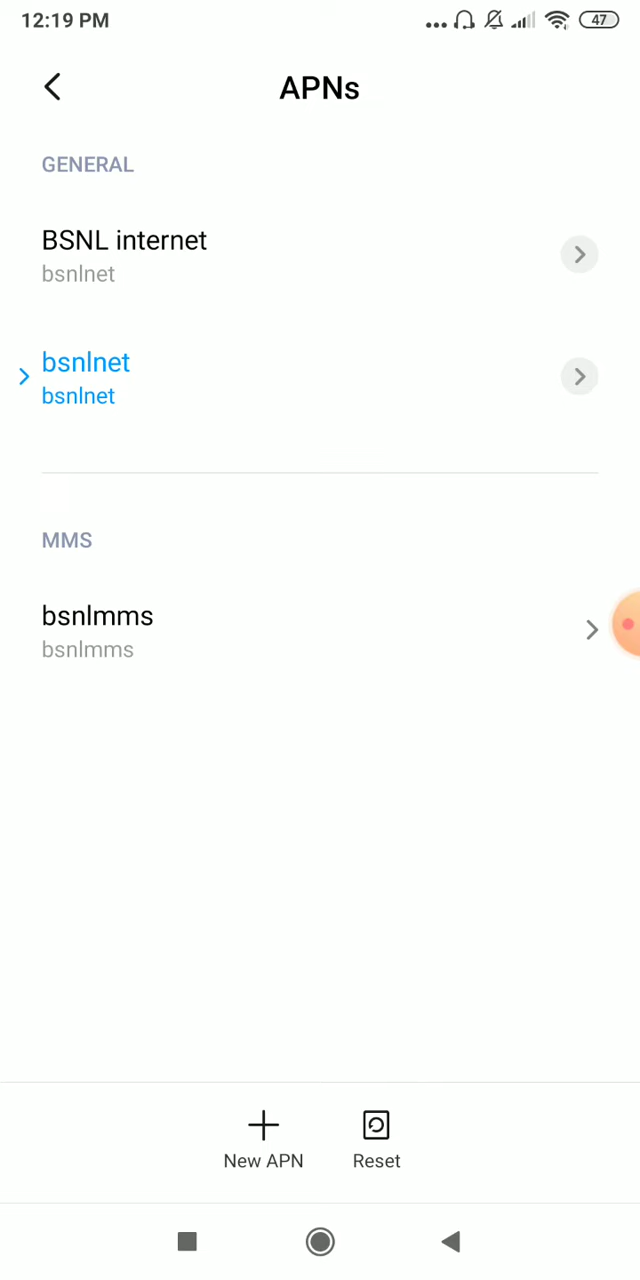 12:19 PM
47
APNs
GENERAL
BSNL internet
bsnlnet
bsnlnet
bsnlnet
MMS
bsnlmms
bsnlmms
New APN
Reset